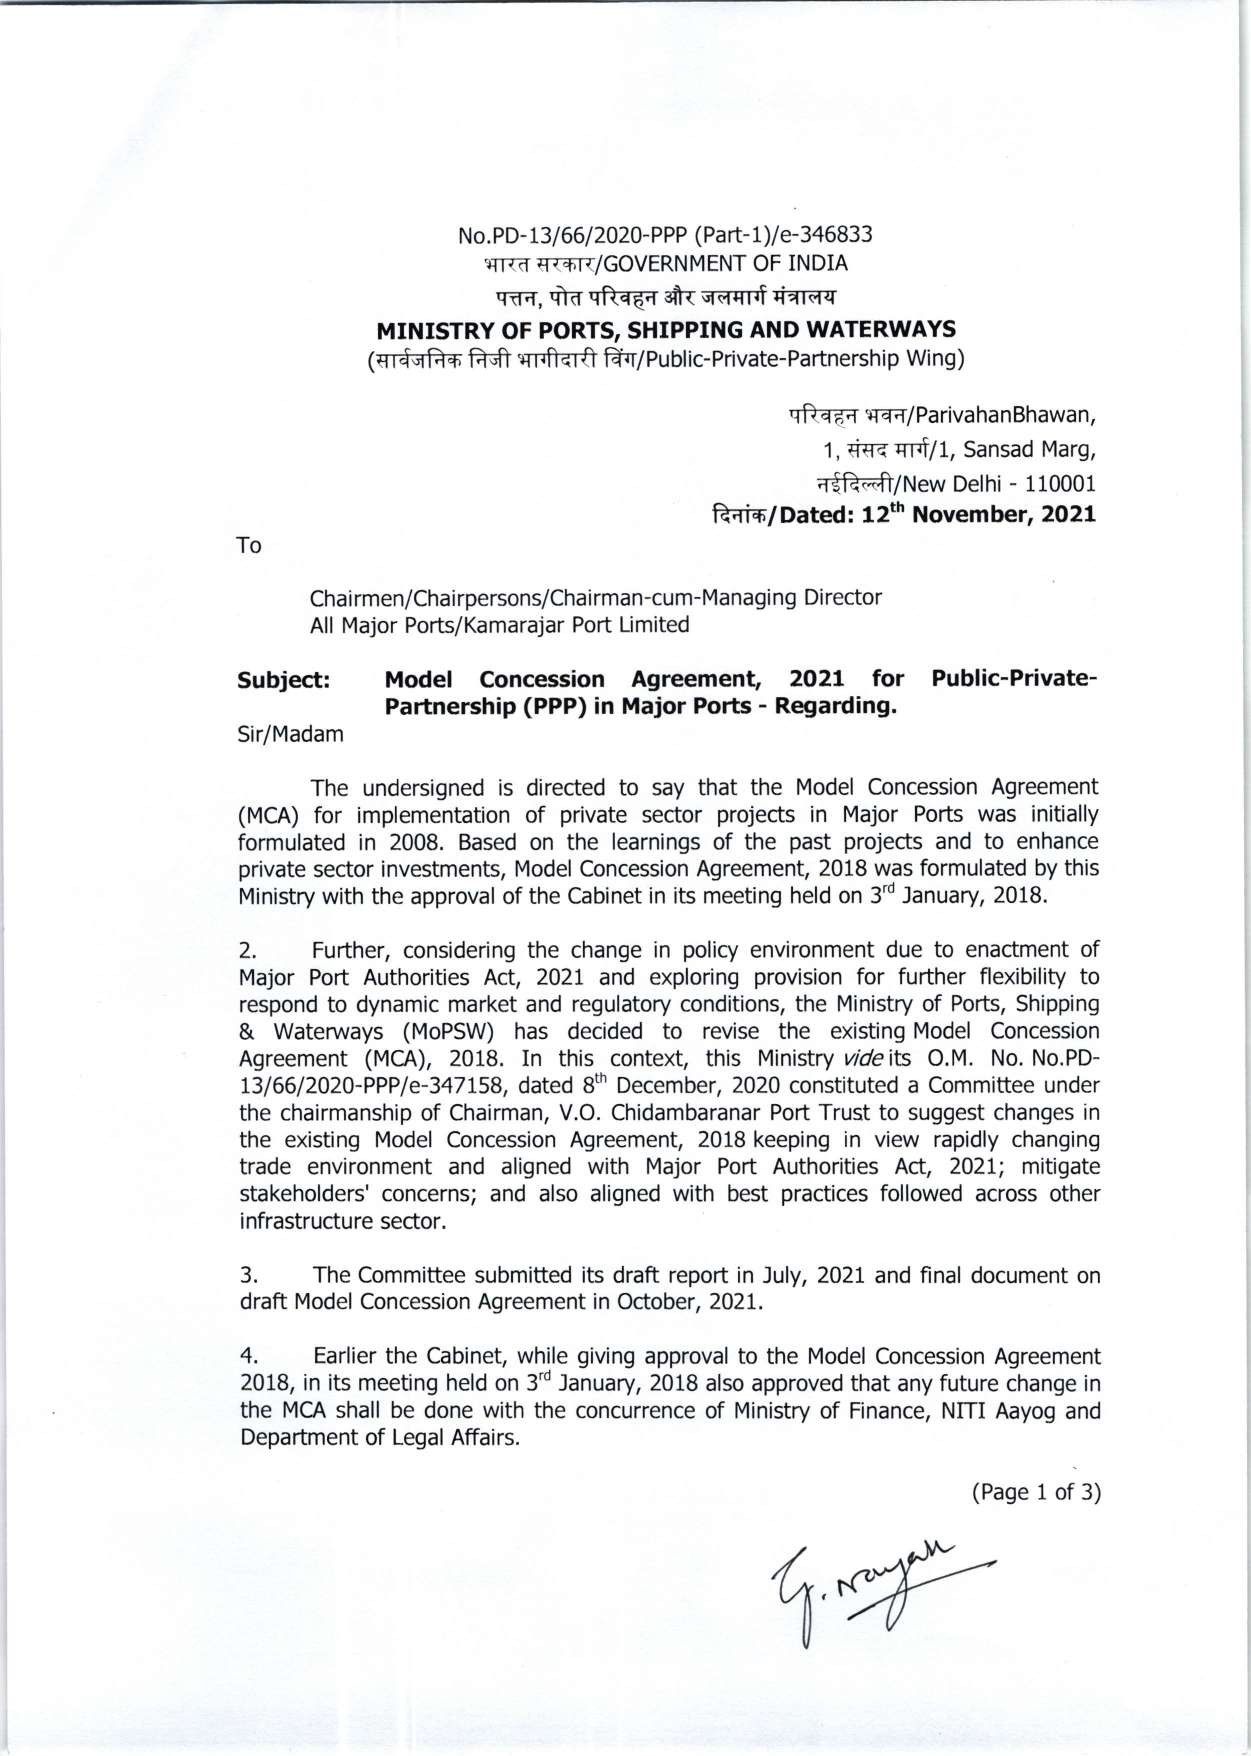 No.PD-13/66/2020-PPP (Part-1)/e-346833
भारत सरकार/GOVERNMENT OF INDIA
पत्तन, पोत परिवहन और जलमार्ग मंत्रालय
MINISTRY OF PORTS, SHIPPING AND WATERWAYS
(सार्वजनिक निजी भागीदारी विंग/Public-Private-Partnership Wing)
परिवहन भवन/ParivahanBhawan,
1, संसद मार्ग/1, Sansad Marg,
नईदिल्ली/New Delhi - 110001
दिनांक/Dated: 12th November, 2021
To
Chairmen/Chairpersons/Chairman-cum-Managing Director
All Major Ports/Kamarajar Port Limited
Subject: Model Concession Agreement, 2021 for Public-Private-
Partnership (PPP) in Major Ports - Regarding.
Sir/Madam
The undersigned is directed to say that the Model Concession Agreement
(MCA) for implementation of private sector projects in Major Ports was initially
formulated in 2008. Based on the learnings of the past projects and to enhance
private sector investments, Model Concession Agreement, 2018 was formulated by this
Ministry with the approval of the Cabinet in its meeting held on 3rd January, 2018.
2. Further, considering the change in policy environment due to enactment of
Major Port Authorities Act, 2021 and exploring provision for further flexibility to
respond to dynamic market and regulatory conditions, the Ministry of Ports, Shipping
& Waterways (MoPSW) has decided to revise the existing Model Concession
Agreement (MCA), 2018. In this context, this Ministry vide its O.M. No. No.PD-
13/66/2020-PPP/e-347158, dated 8th December, 2020 constituted a Committee under
the chairmanship of Chairman, V.O. Chidambaranar Port Trust to suggest changes in
the existing Model Concession Agreement, 2018 keeping in view rapidly changing
trade environment and aligned with Major Port Authorities Act, 2021; mitigate
stakeholders' concerns; and also aligned with best practices followed across other
infrastructure sector.
3. The Committee submitted its draft report in July, 2021 and final document on
draft Model Concession Agreement in October, 2021.
4. Earlier the Cabinet, while giving approval to the Model Concession Agreement
2018, in its meeting held on 3rd January, 2018 also approved that any future change in
the MCA shall be done with the concurrence of Ministry of Finance, NITI Aayog and
Department of Legal Affairs.
(Page 1 of 3)
G. Nayak